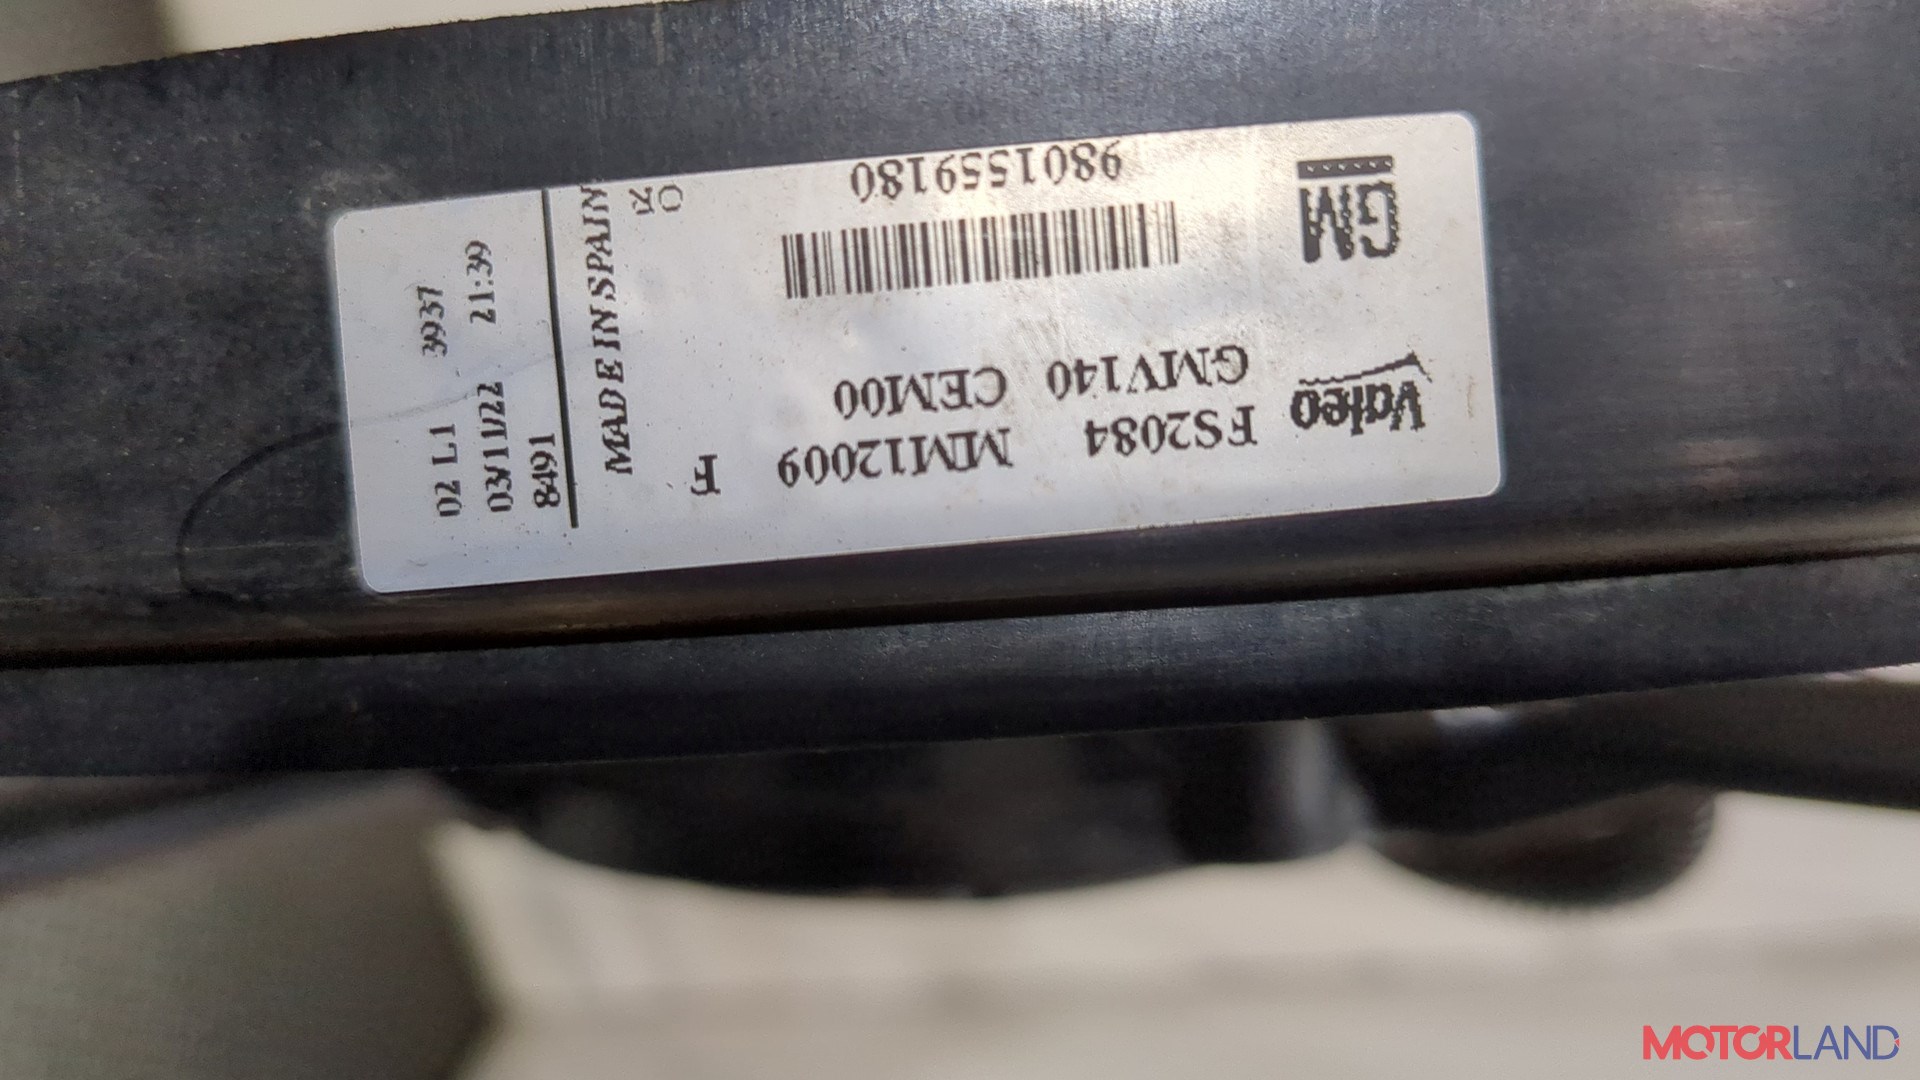 GM
9801559180
Valeo
GMV140 CEM00
FS2084 MM12009
MADE IN SPAIN
02 L1 3937
03/11/22 21:39
8491
MOTORLAND